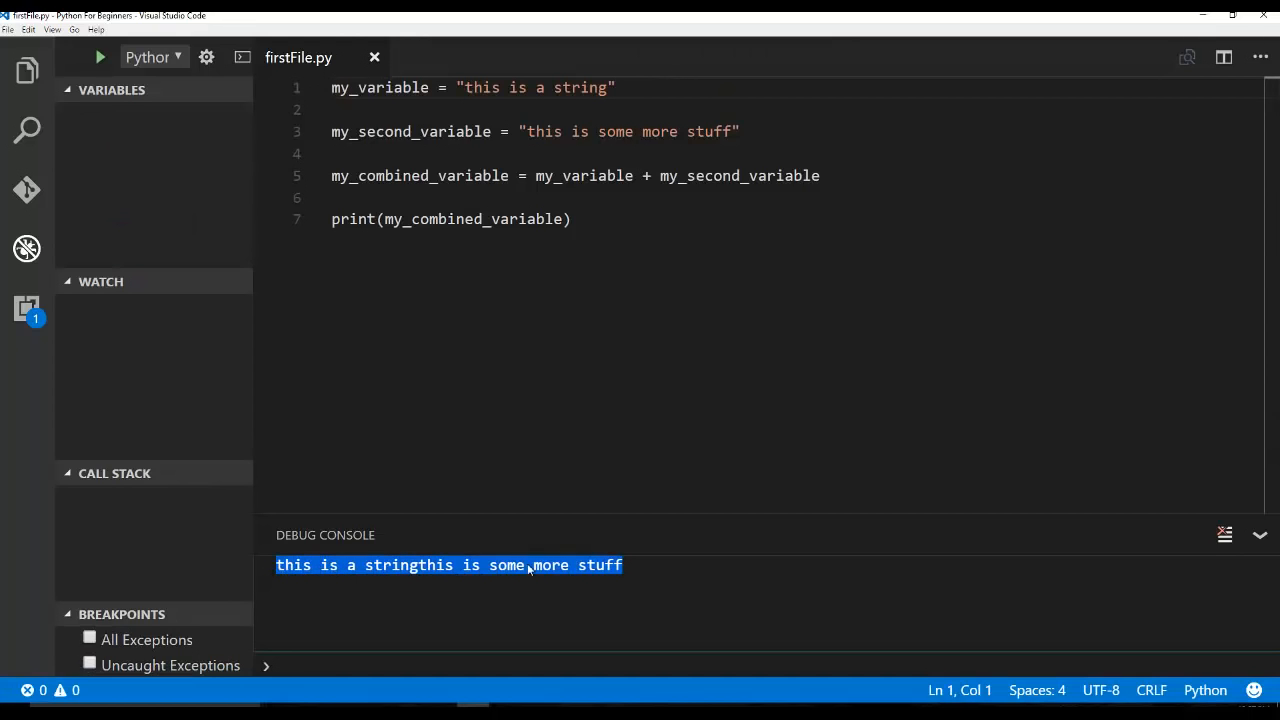 firstFile.py - Python For Beginners - Visual Studio Code
File Edit View Go Help
Python
firstFile.py
VARIABLES
1 my_variable = "this is a string"
2
3 my_second_variable = "this is some more stuff"
4
5 my_combined_variable = my_variable + my_second_variable
6
7 print(my_combined_variable)
WATCH
CALL STACK
DEBUG CONSOLE
this is a stringthis is some more stuff
BREAKPOINTS
All Exceptions
Uncaught Exceptions
1
0 0 Ln 1, Col 1 Spaces: 4 UTF-8 CRLF Python